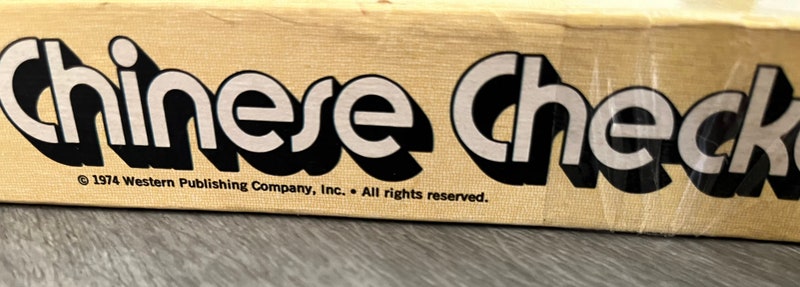 Chinese Check
© 1974 Western Publishing Company, Inc. • All rights reserved.